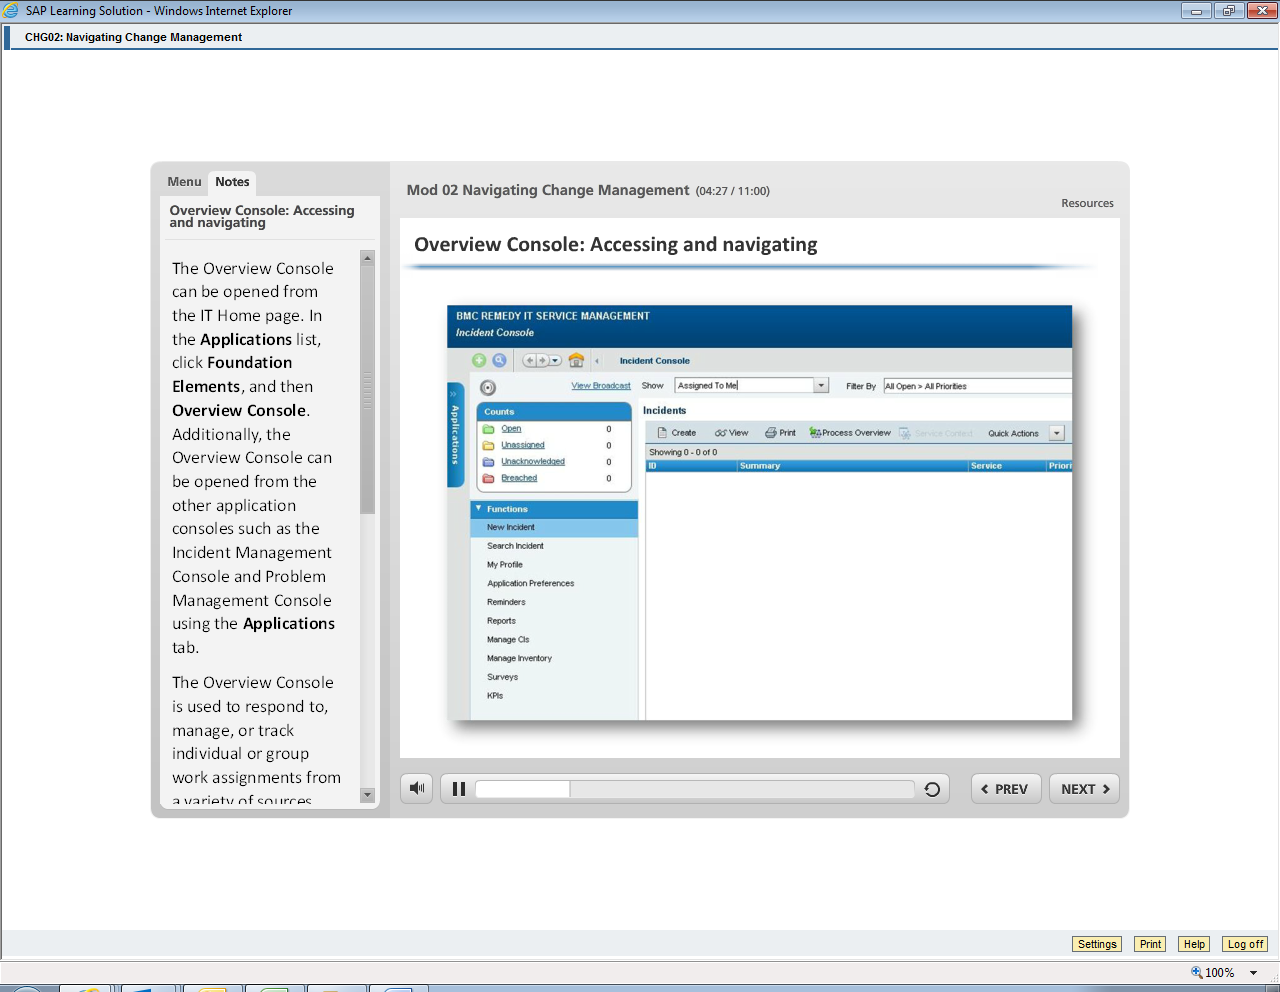 SAP Learning Solution - Windows Internet Explorer
CHG02: Navigating Change Management
Menu
Notes
Overview Console: Accessing
and navigating
The Overview Console
can be opened from
the IT Home page. In
the Applications list,
click Foundation
Elements, and then
Overview Console.
Additionally, the
Overview Console can
be opened from the
other application
consoles such as the
Incident Management
Console and Problem
Management Console
using the Applications
tab.
The Overview Console
is used to respond to,
manage, or track
individual or group
work assignments from
a variety of sources
Mod 02 Navigating Change Management (04:27 / 11:00)
Resources
Overview Console: Accessing and navigating
BMC REMEDY IT SERVICE MANAGEMENT
Incident Console
Incident Console
View Broadcast Show Assigned To Me Filter By All Open > All Priorities
Applications
Counts
Open 0
Unassigned 0
Unacknowledged 0
Breached 0
Functions
New Incident
Search Incident
My Profile
Application Preferences
Reminders
Reports
Manage CIs
Manage Inventory
Surveys
KPIs
Incidents
Create View Print Process Overview Service Context Quick Actions
Showing 0 - 0 of 0
ID Summary Service Priori
PREV
NEXT
Settings Print Help Log off
100%